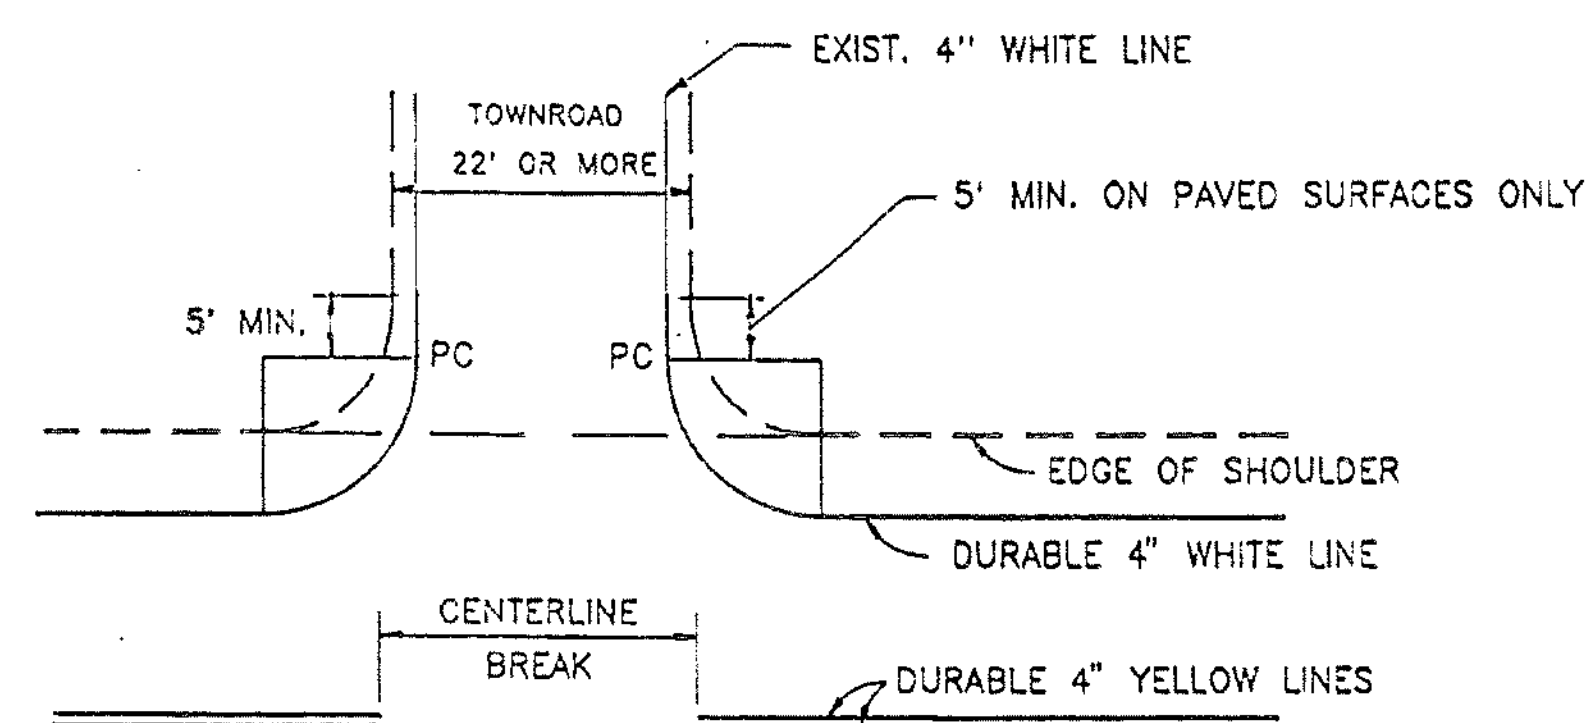 EXIST. 4" WHITE LINE
TOWNROAD
22' OR MORE
5' MIN. ON PAVED SURFACES ONLY
5' MIN.
PC
PC
EDGE OF SHOULDER
DURABLE 4" WHITE LINE
CENTERLINE
BREAK
DURABLE 4" YELLOW LINES